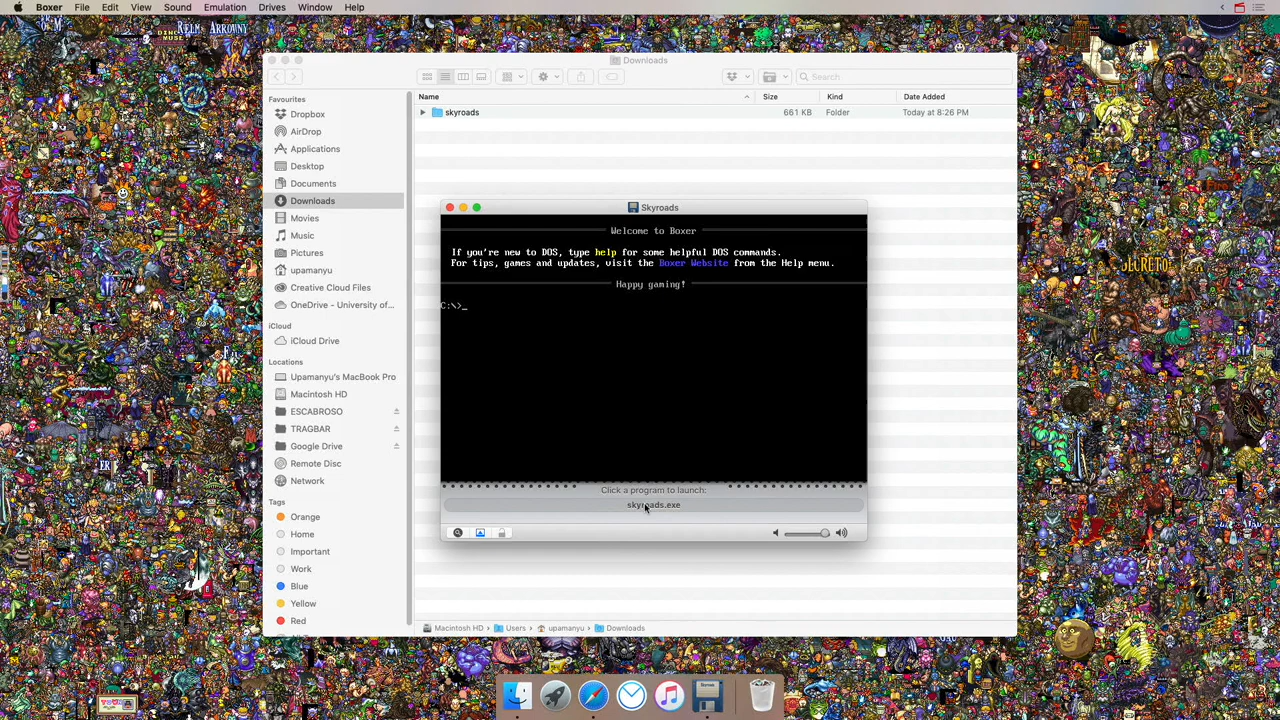 Boxer File Edit View Sound Emulation Drives Window Help
RELM ARROWNY
Downloads
Search
Favourites
Dropbox
AirDrop
Applications
Desktop
Documents
Downloads
Movies
Music
Pictures
upamanyu
Creative Cloud Files
OneDrive - University of...
iCloud
iCloud Drive
Locations
Upamanyu's MacBook Pro
Macintosh HD
ESCABROSO
TRAGBAR
Google Drive
Remote Disc
Network
Tags
Orange
Home
Important
Work
Blue
Yellow
Red
Name Size Kind Date Added
skyroads 661 KB Folder Today at 8:26 PM
Skyroads
Welcome to Boxer
If you're new to DOS, type help for some helpful DOS commands.
For tips, games and updates, visit the Boxer Website from the Help menu.
Happy gaming!
C:\>_
Click a program to launch:
skyroads.exe
Macintosh HD › Users › upamanyu › Downloads